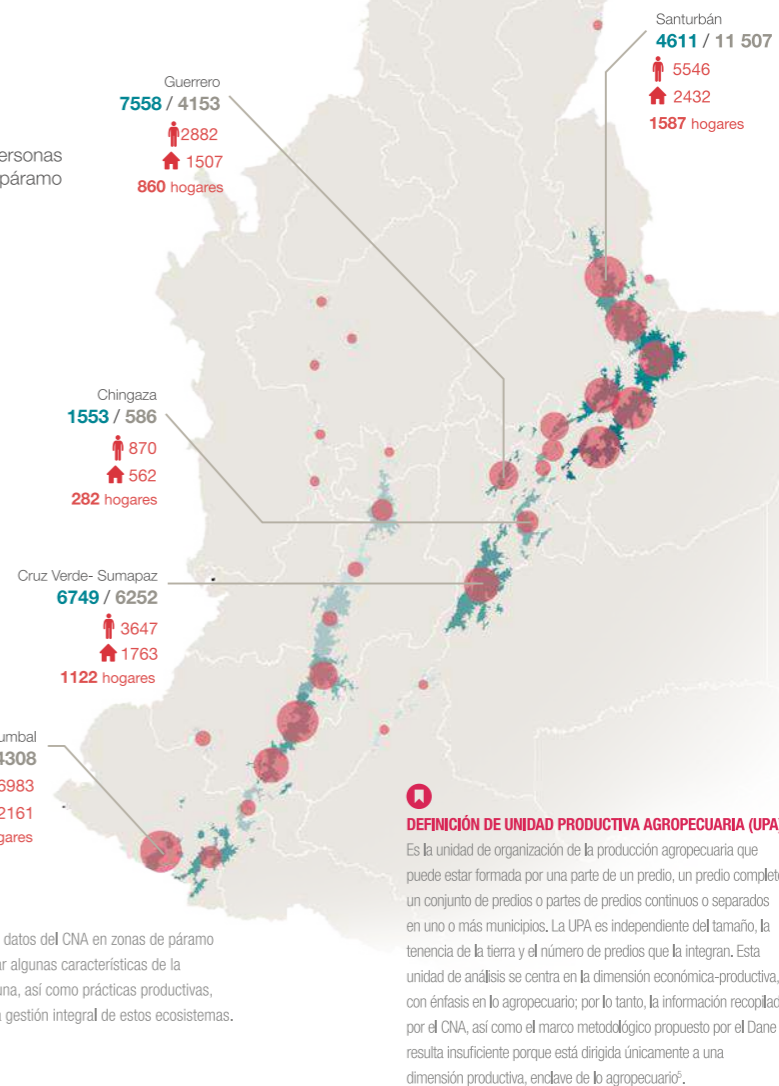 Santurbán
4611 / 11 507
5546
2432
1587 hogares
Guerrero
7558 / 4153
2882
1507
860 hogares
personas
páramo
Chingaza
1553 / 586
870
562
282 hogares
Cruz Verde- Sumapaz
6749 / 6252
3647
1763
1122 hogares
4308
6983
2161
DEFINICIÓN DE UNIDAD PRODUCTIVA AGROPECUARIA (UPA)
Es la unidad de organización de la producción agropecuaria que
puede estar formada por una parte de un predio, un predio completo
un conjunto de predios o partes de predios continuos o separados
en uno o más municipios. La UPA es independiente del tamaño, la
tenencia de la tierra y el número de predios que la integran. Esta
unidad de análisis se centra en la dimensión económica-productiva,
con énfasis en lo agropecuario; por lo tanto, la información recopilad
por el CNA, así como el marco metodológico propuesto por el Dane
resulta insuficiente porque está dirigida únicamente a una
dimensión productiva, enclave de lo agropecuario⁵.
datos del CNA en zonas de páramo
ar algunas características de la
una, así como prácticas productivas,
a gestión integral de estos ecosistemas.